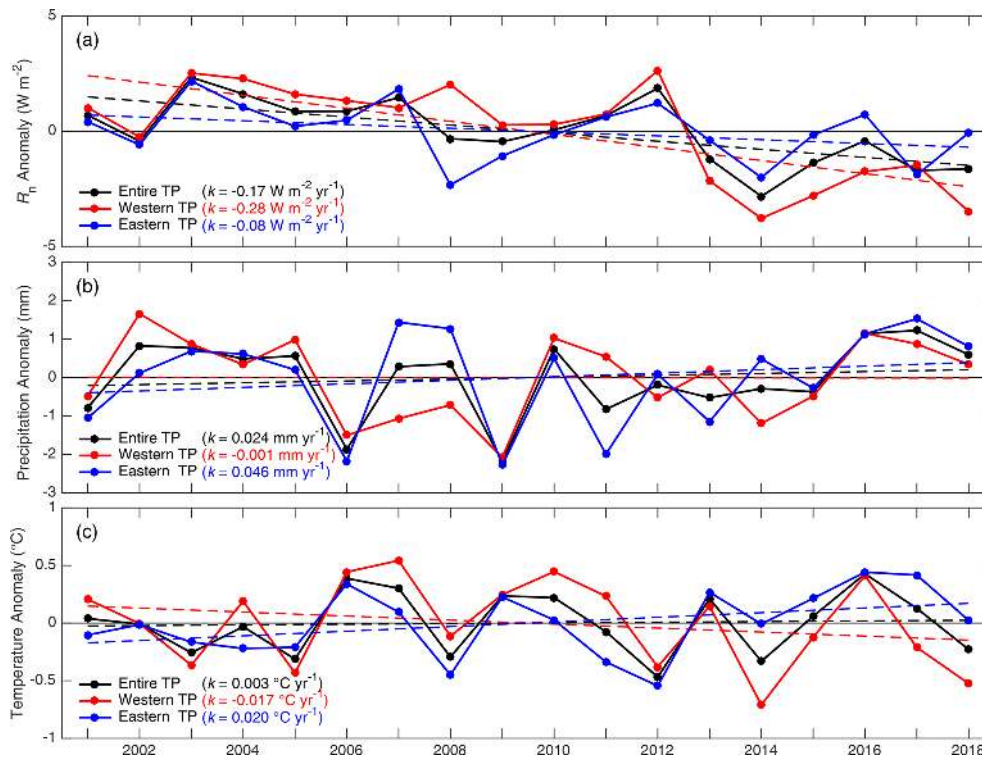 (a)
R_n Anomaly (W m⁻²)
5
0
-5
Entire TP (k = -0.17 W m⁻² yr⁻¹)
Western TP (k = -0.28 W m⁻² yr⁻¹)
Eastern TP (k = -0.08 W m⁻² yr⁻¹)
(b)
Precipitation Anomaly (mm)
3
2
1
0
-1
-2
-3
Entire TP (k = 0.024 mm yr⁻¹)
Western TP (k = -0.001 mm yr⁻¹)
Eastern TP (k = 0.046 mm yr⁻¹)
(c)
Temperature Anomaly (°C)
0.5
0
-0.5
-1
Entire TP (k = 0.003 °C yr⁻¹)
Western TP (k = -0.017 °C yr⁻¹)
Eastern TP (k = 0.020 °C yr⁻¹)
2002 2004 2006 2008 2010 2012 2014 2016 2018